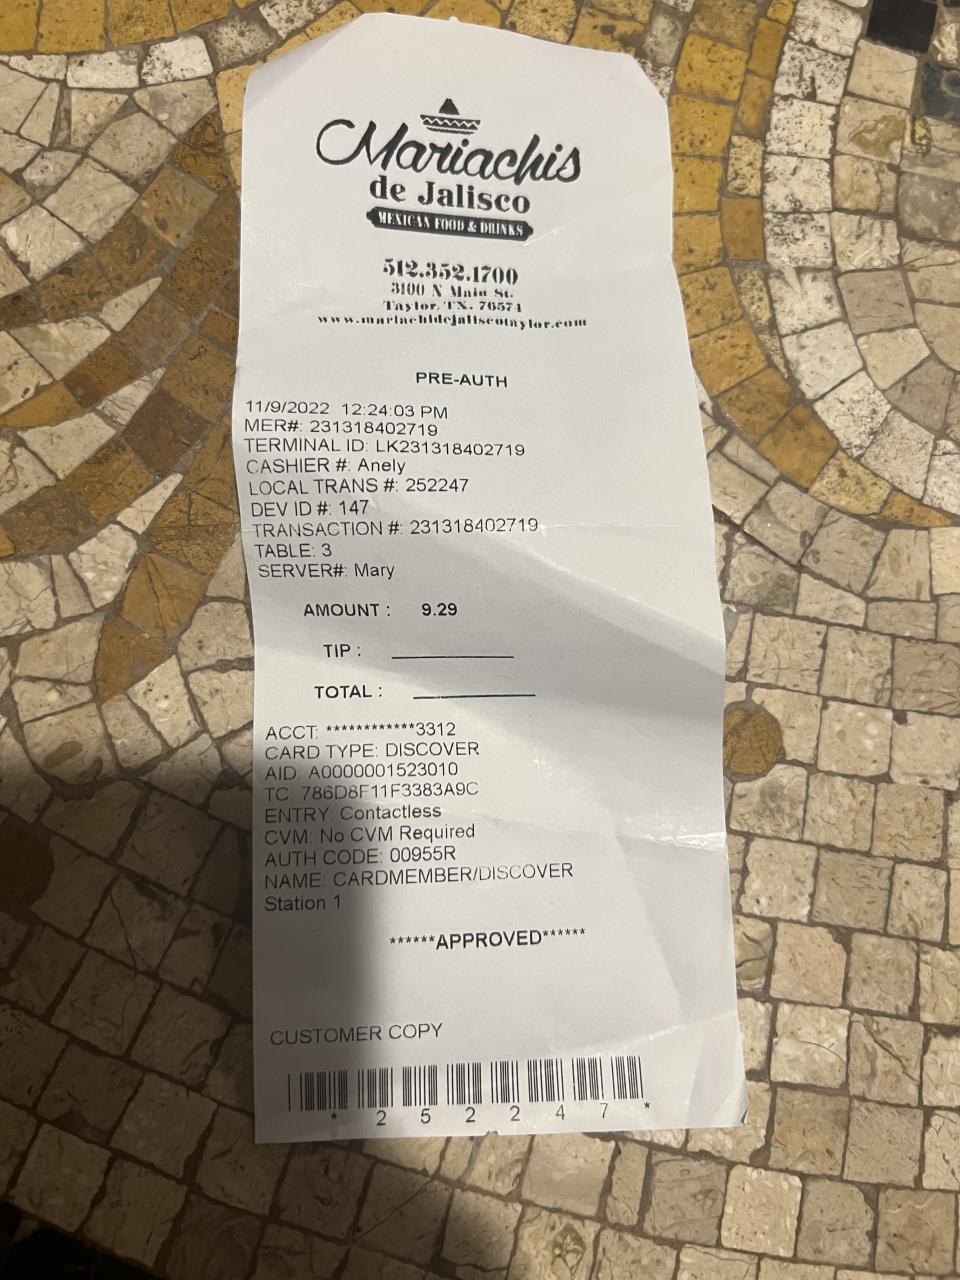 Mariachis
de Jalisco
MEXICAN FOOD & DRINKS
512.352.1700
3100 N Main St.
Taylor, TX. 76574
www.mariachidejaliscotaylor.com
PRE-AUTH
11/9/2022 12:24:03 PM
MER#: 231318402719
TERMINAL ID: LK231318402719
CASHIER #: Anely
LOCAL TRANS #: 252247
DEV ID #: 147
TRANSACTION #: 231318402719
TABLE: 3
SERVER#: Mary
AMOUNT : 9.29
TIP : ____________
TOTAL : ____________
ACCT: ************3312
CARD TYPE: DISCOVER
AID: A0000001523010
TC: 786D8F11F3383A9C
ENTRY: Contactless
CVM: No CVM Required
AUTH CODE: 00955R
NAME: CARDMEMBER/DISCOVER
Station 1
******APPROVED******
CUSTOMER COPY
* 2 5 2 2 4 7 *